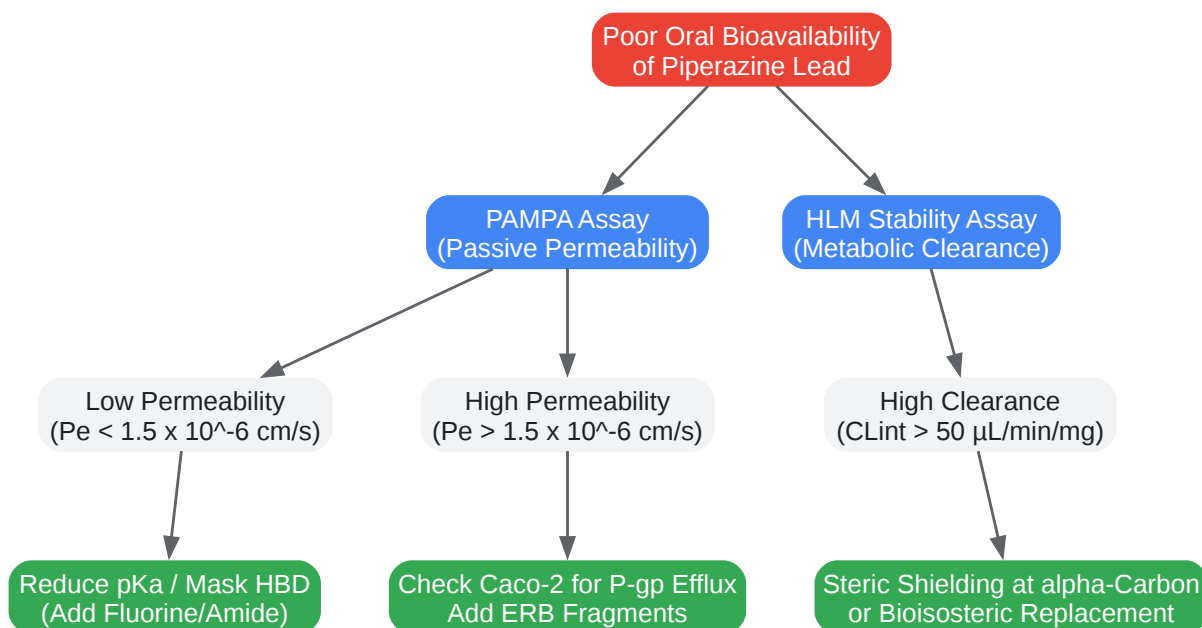 Poor Oral Bioavailability
of Piperazine Lead
PAMPA Assay
(Passive Permeability)
HLM Stability Assay
(Metabolic Clearance)
Low Permeability
(Pe < 1.5 x 10^-6 cm/s)
High Permeability
(Pe > 1.5 x 10^-6 cm/s)
High Clearance
(CLint > 50 µL/min/mg)
Reduce pKa / Mask HBD
(Add Fluorine/Amide)
Check Caco-2 for P-gp Efflux
Add ERB Fragments
Steric Shielding at alpha-Carbon
or Bioisosteric Replacement